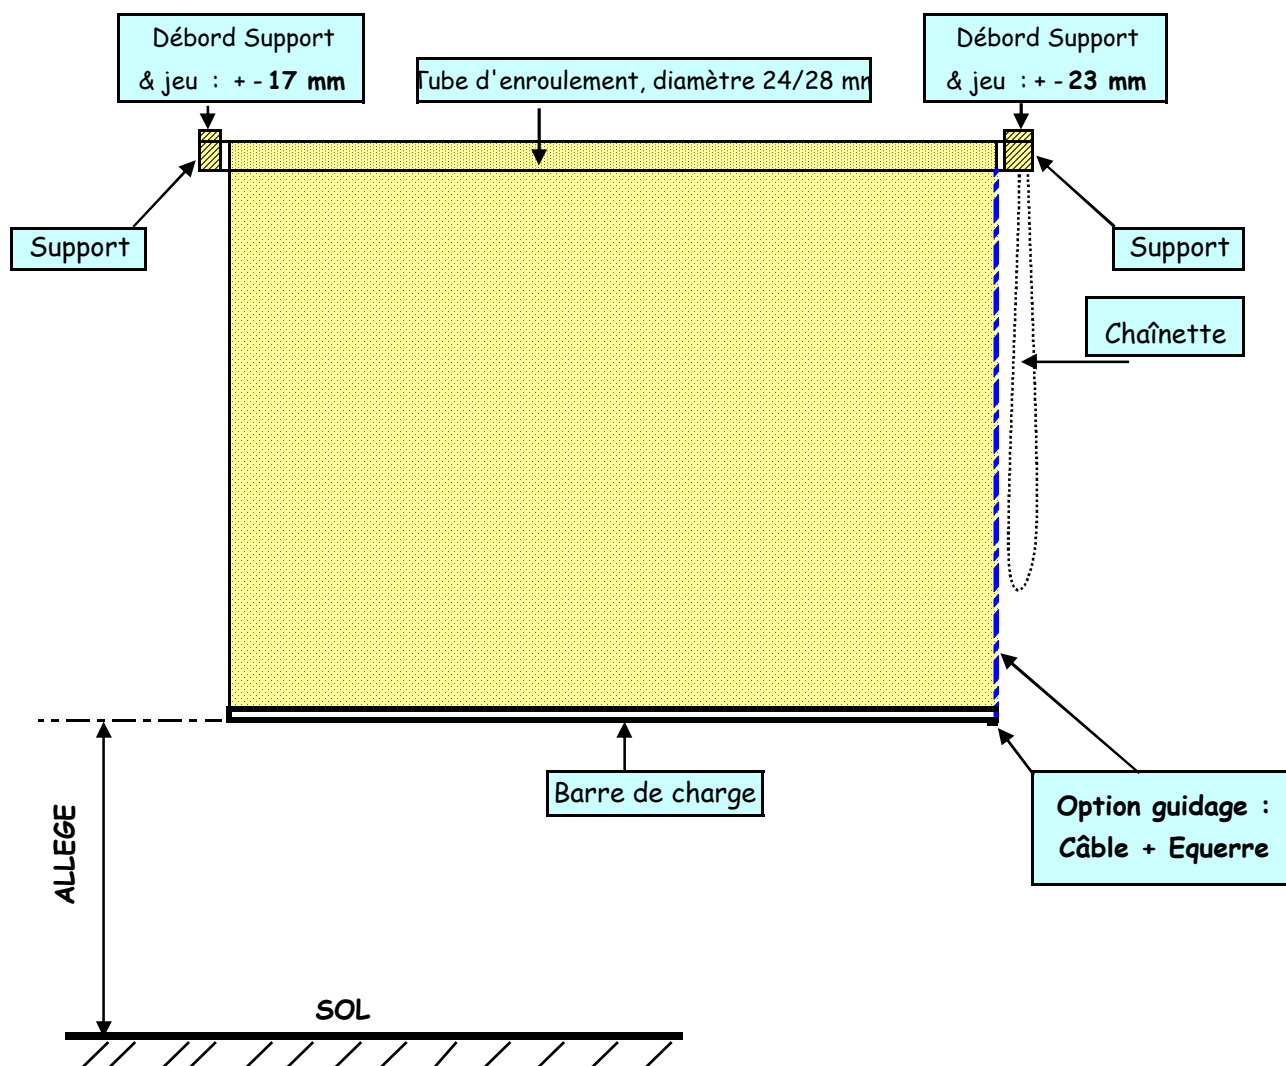 Débord Support
& jeu : + - 17 mm
Tube d'enroulement, diamètre 24/28 mm
Débord Support
& jeu : + - 23 mm
Support
Support
Chaînette
Barre de charge
Option guidage :
Câble + Equerre
ALLEGE
SOL